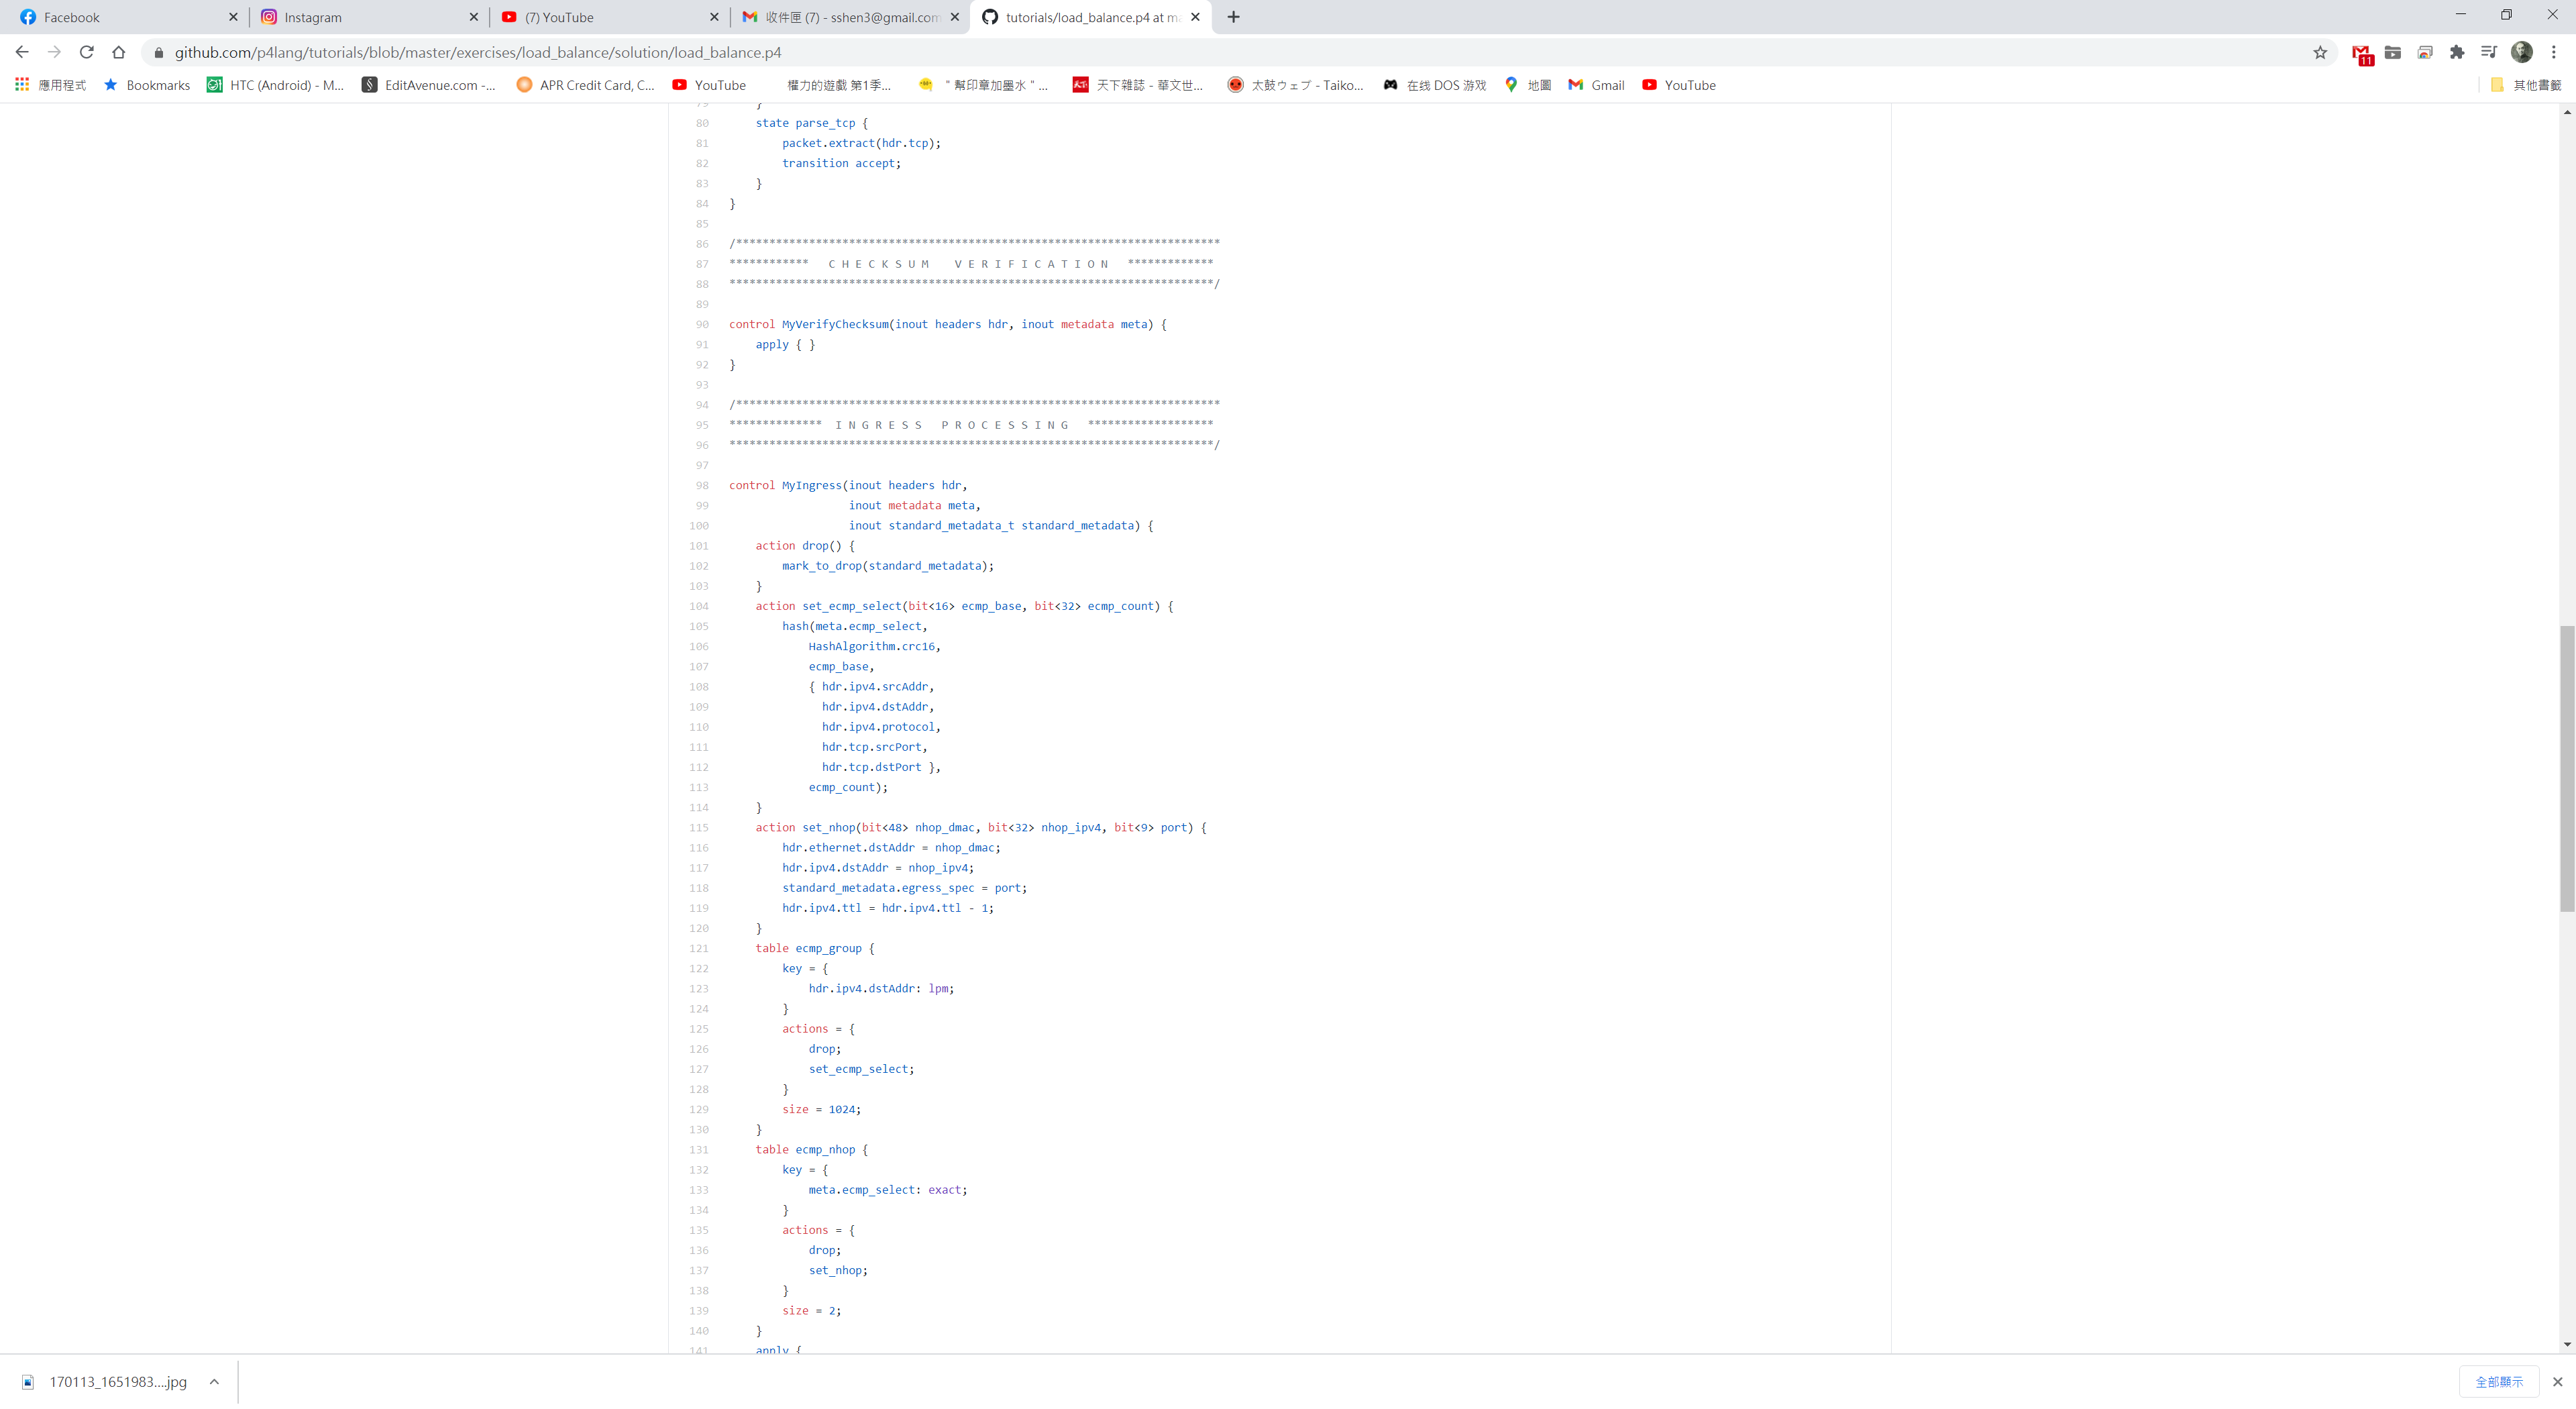 Facebook
Instagram
(7) YouTube
收件匣 (7) - sshen3@gmail.com
tutorials/load_balance.p4 at ma
github.com/p4lang/tutorials/blob/master/exercises/load_balance/solution/load_balance.p4
11
應用程式
Bookmarks
HTC (Android) - M...
EditAvenue.com -...
APR Credit Card, C...
YouTube
權力的遊戲 第1季...
" 幫印章加墨水 " ...
天下雜誌 - 華文世...
太鼓ウェブ - Taiko...
在线 DOS 游戏
地圖
Gmail
YouTube
其他書籤
79 }
80 state parse_tcp {
81 packet.extract(hdr.tcp);
82 transition accept;
83 }
84 }
85
86 /*************************************************************************
87 ************   C H E C K S U M    V E R I F I C A T I O N   *************
88 *************************************************************************/
89
90 control MyVerifyChecksum(inout headers hdr, inout metadata meta) {
91 apply { }
92 }
93
94 /*************************************************************************
95 **************  I N G R E S S   P R O C E S S I N G   *******************
96 *************************************************************************/
97
98 control MyIngress(inout headers hdr,
99 inout metadata meta,
100 inout standard_metadata_t standard_metadata) {
101 action drop() {
102 mark_to_drop(standard_metadata);
103 }
104 action set_ecmp_select(bit<16> ecmp_base, bit<32> ecmp_count) {
105 hash(meta.ecmp_select,
106 HashAlgorithm.crc16,
107 ecmp_base,
108 { hdr.ipv4.srcAddr,
109 hdr.ipv4.dstAddr,
110 hdr.ipv4.protocol,
111 hdr.tcp.srcPort,
112 hdr.tcp.dstPort },
113 ecmp_count);
114 }
115 action set_nhop(bit<48> nhop_dmac, bit<32> nhop_ipv4, bit<9> port) {
116 hdr.ethernet.dstAddr = nhop_dmac;
117 hdr.ipv4.dstAddr = nhop_ipv4;
118 standard_metadata.egress_spec = port;
119 hdr.ipv4.ttl = hdr.ipv4.ttl - 1;
120 }
121 table ecmp_group {
122 key = {
123 hdr.ipv4.dstAddr: lpm;
124 }
125 actions = {
126 drop;
127 set_ecmp_select;
128 }
129 size = 1024;
130 }
131 table ecmp_nhop {
132 key = {
133 meta.ecmp_select: exact;
134 }
135 actions = {
136 drop;
137 set_nhop;
138 }
139 size = 2;
140 }
141 apply {
170113_1651983....jpg
全部顯示